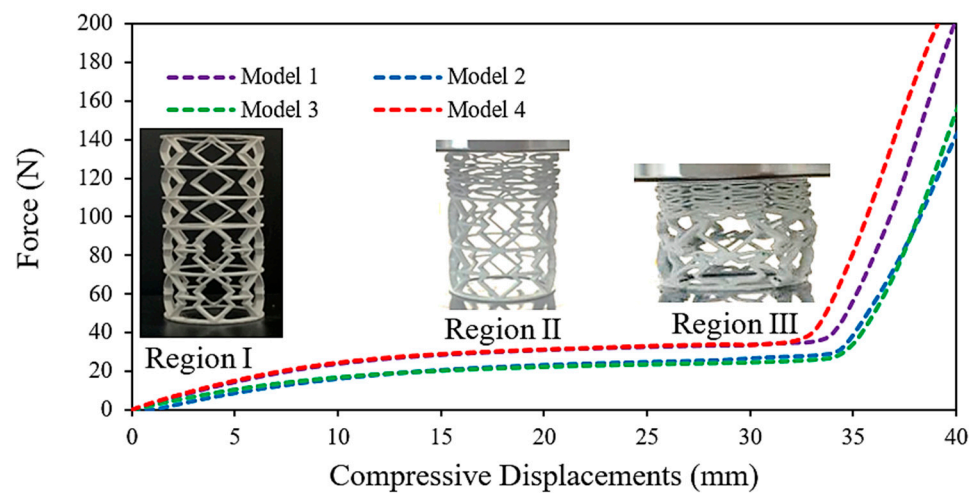 200
180
160
140
120
100
80
60
40
20
0
Force (N)
Model 1
Model 2
Model 3
Model 4
Region I
Region II
Region III
0 5 10 15 20 25 30 35 40
Compressive Displacements (mm)